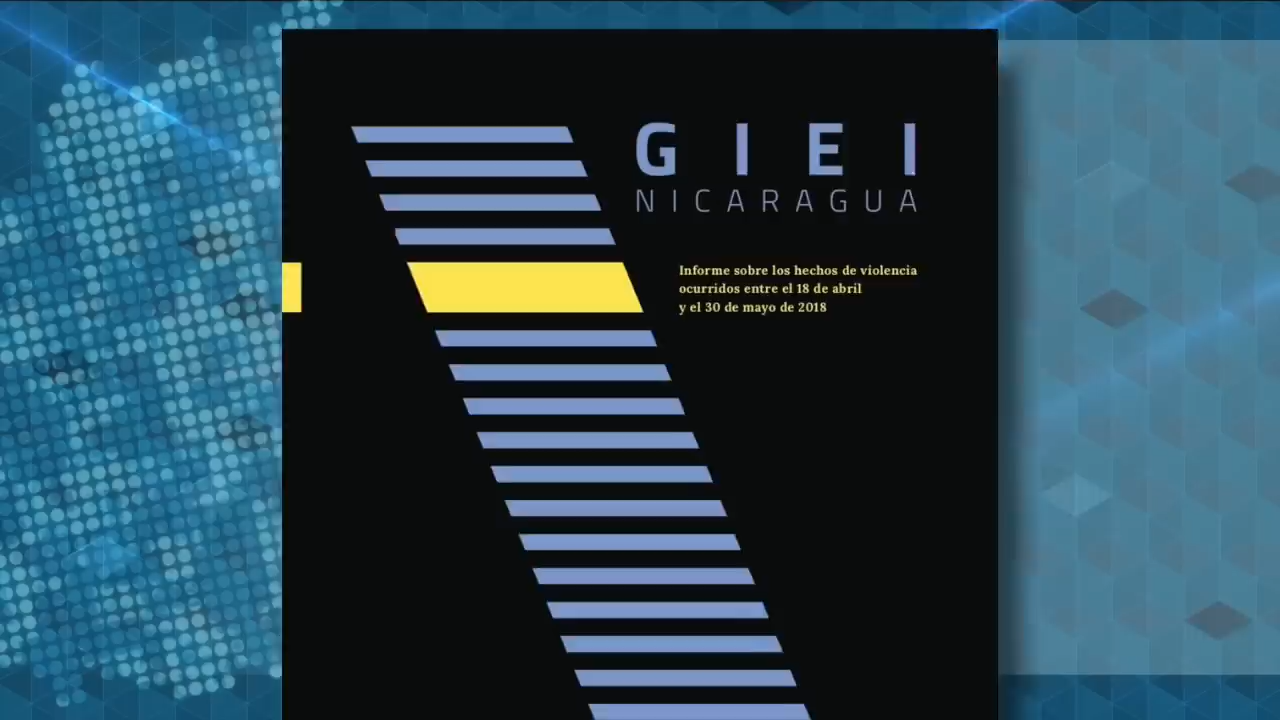 GIEI
NICARAGUA
Informe sobre los hechos de violencia
ocurridos entre el 18 de abril
y el 30 de mayo de 2018